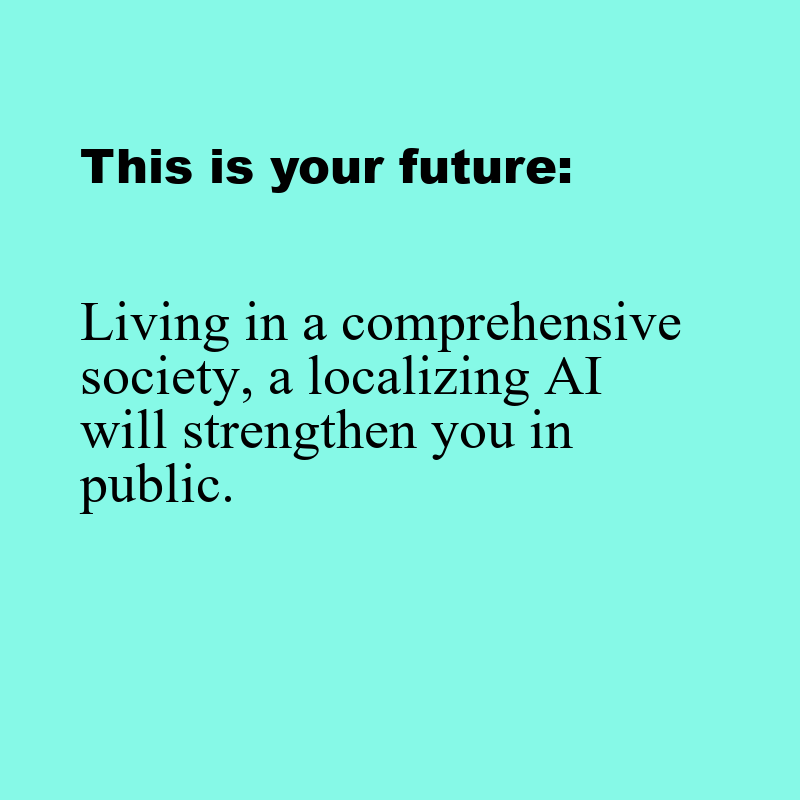 This is your future:
Living in a comprehensive
society, a localizing AI
will strengthen you in
public.